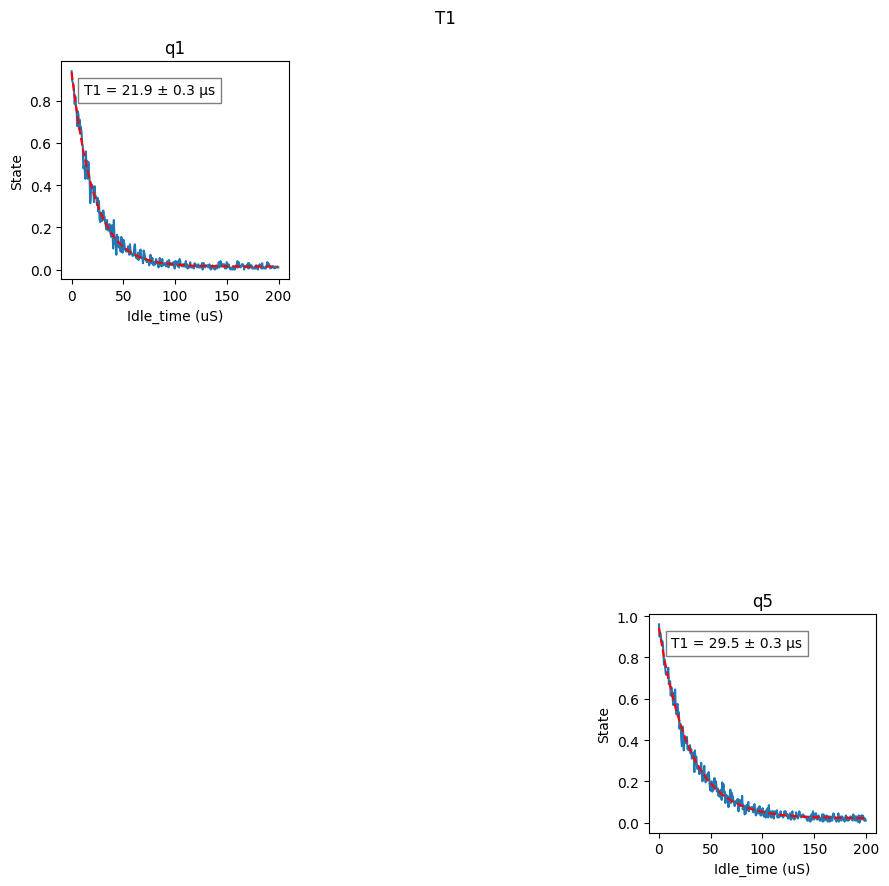 T1
q1
T1 = 21.9 ± 0.3 µs
State
0.8
0.6
0.4
0.2
0.0
0 50 100 150 200
Idle_time (uS)
q5
T1 = 29.5 ± 0.3 µs
State
1.0
0.8
0.6
0.4
0.2
0.0
0 50 100 150 200
Idle_time (uS)